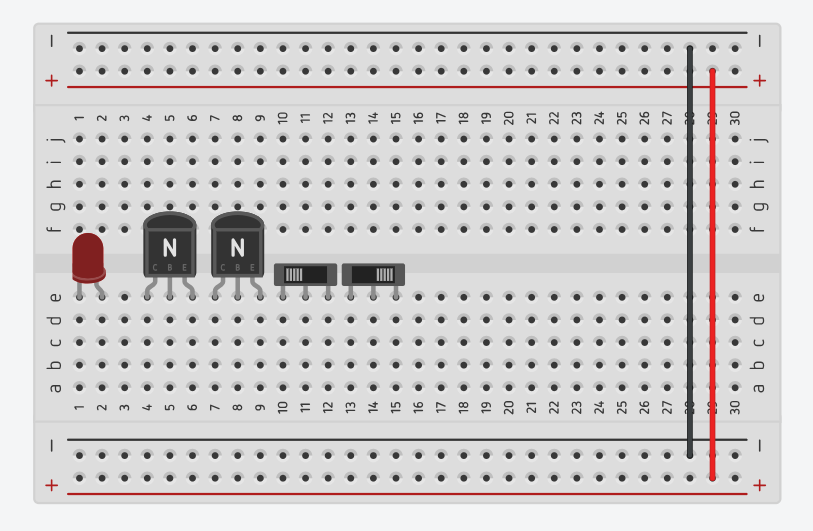 − −
+ +
1 2 3 4 5 6 7 8 9 10 11 12 13 14 15 16 17 18 19 20 21 22 23 24 25 26 27 28 29 30
j j
i i
h h
g g
f f
N N
C B E C B E
e e
d d
c c
b b
a a
1 2 3 4 5 6 7 8 9 10 11 12 13 14 15 16 17 18 19 20 21 22 23 24 25 26 27 28 29 30
− −
+ +